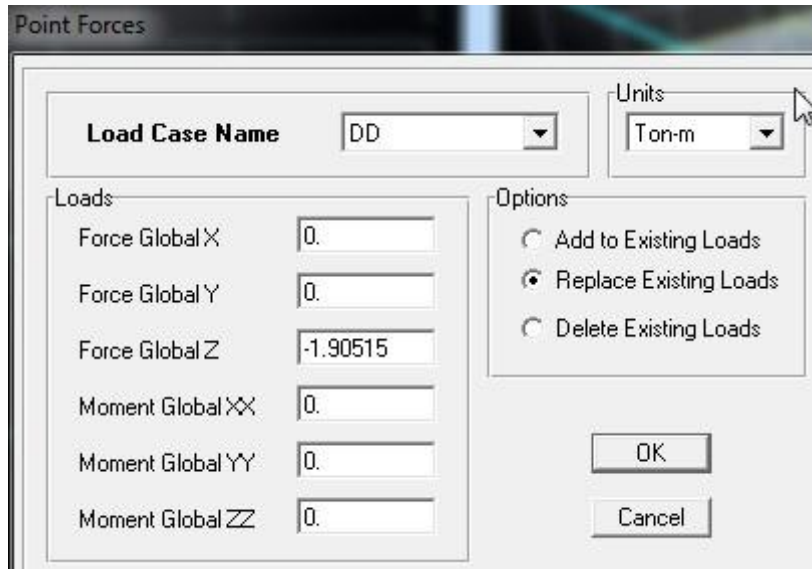 Point Forces
Load Case Name
DD
Units
Ton-m
Loads
Force Global X
0.
Force Global Y
0.
Force Global Z
-1.90515
Moment Global XX
0.
Moment Global YY
0.
Moment Global ZZ
0.
Options
Add to Existing Loads
Replace Existing Loads
Delete Existing Loads
OK
Cancel